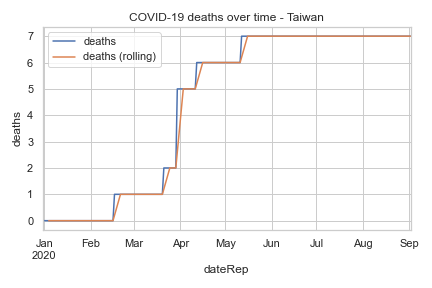 COVID-19 deaths over time - Taiwan
deaths
deaths (rolling)
deaths
7
6
5
4
3
2
1
0
Jan Feb Mar Apr May Jun Jul Aug Sep
2020
dateRep